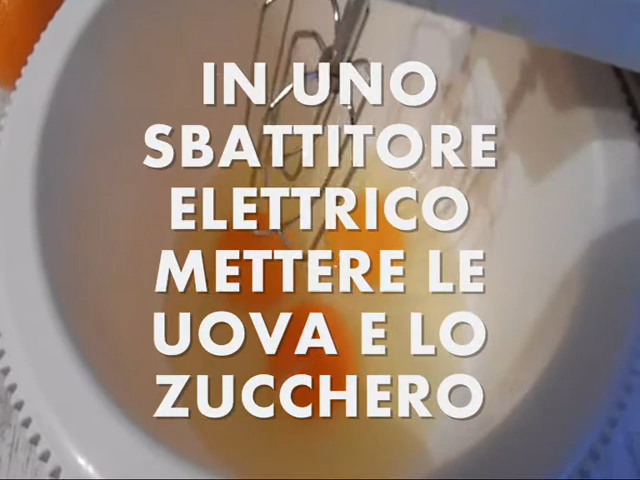 IN UNO
SBATTITORE
ELETTRICO
METTERE LE
UOVA E LO
ZUCCHERO